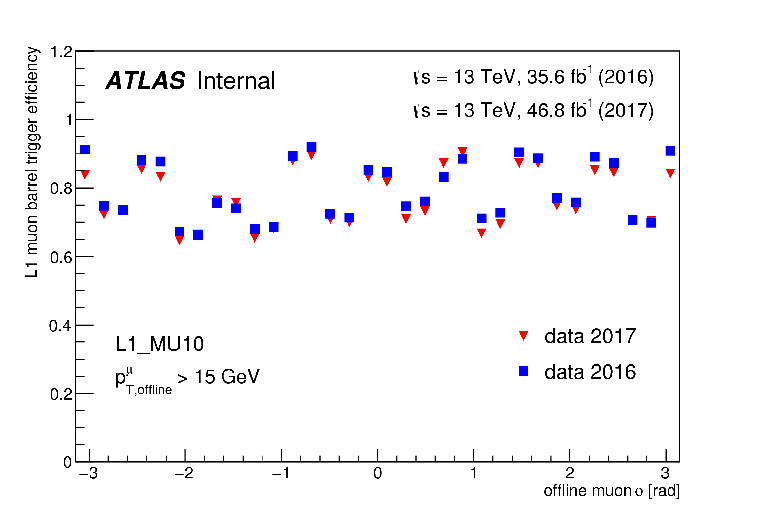 L1 muon barrel trigger efficiency
1.2
1
0.8
0.6
0.4
0.2
0
ATLAS Internal
√s = 13 TeV, 35.6 fb⁻¹ (2016)
√s = 13 TeV, 46.8 fb⁻¹ (2017)
L1_MU10
p^μ_T,offline > 15 GeV
data 2017
data 2016
−3 −2 −1 0 1 2 3
offline muon φ [rad]